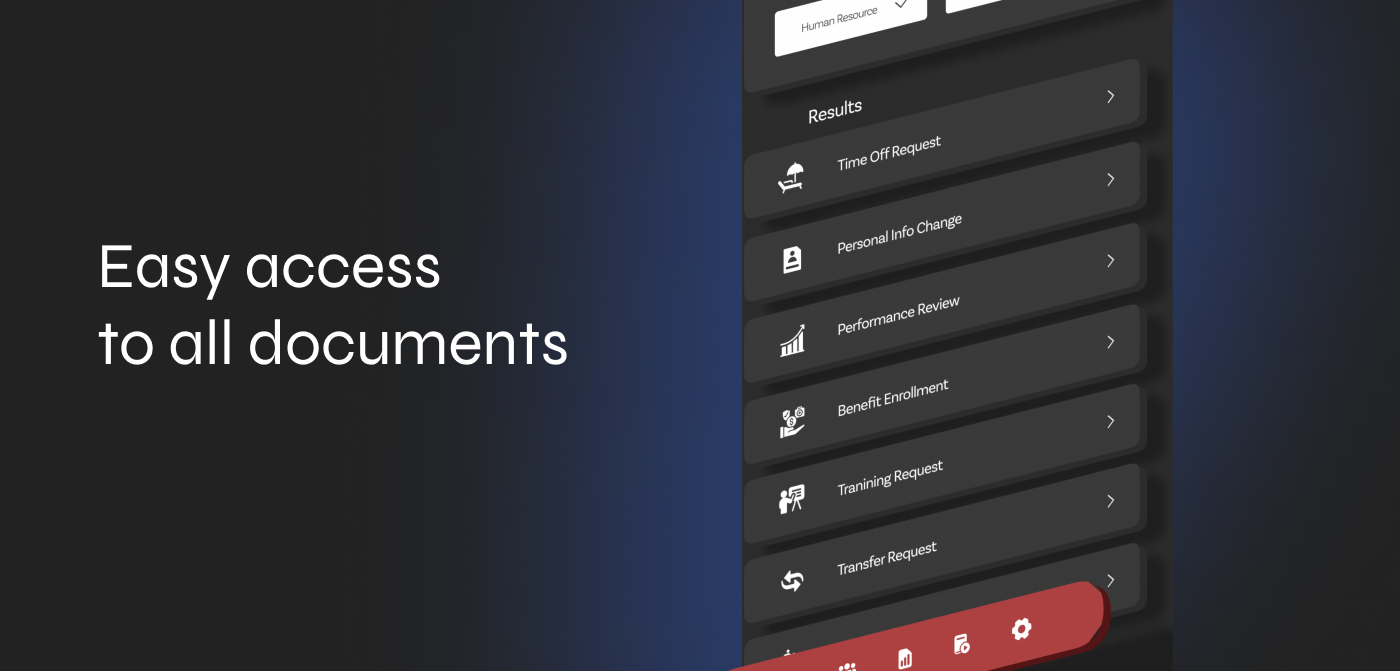 Human Resource
Results
Time Off Request
Personal Info Change
Performance Review
Benefit Enrollment
Tranining Request
Transfer Request
Easy access
to all documents